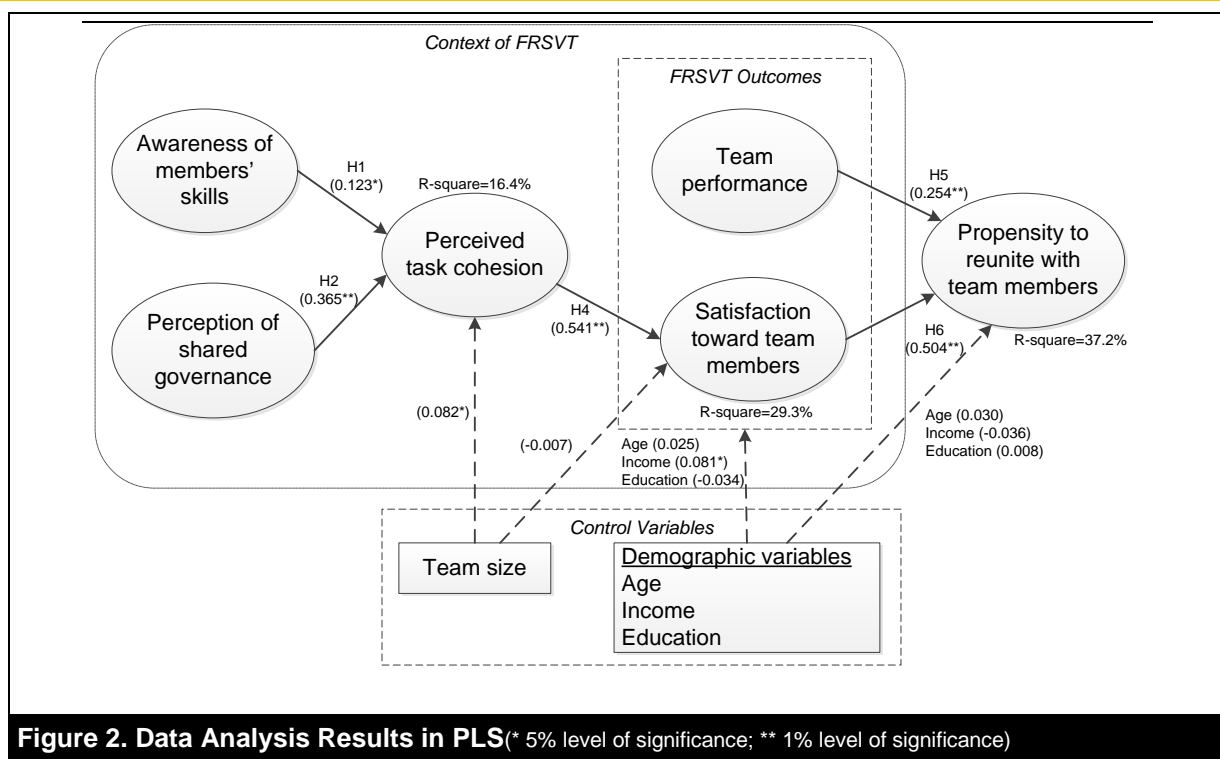 Context of FRSVT
FRSVT Outcomes
Awareness of
members’
skills
H1
(0.123*)
R-square=16.4%
Perceived
task cohesion
Perception of
shared
governance
H2
(0.365**)
H4
(0.541**)
Team
performance
Satisfaction
toward team
members
R-square=29.3%
H5
(0.254**)
Propensity to
reunite with
team members
H6
(0.504**)
R-square=37.2%
(0.082*)
(-0.007)
Age (0.025)
Income (0.081*)
Education (-0.034)
Age (0.030)
Income (-0.036)
Education (0.008)
Control Variables
Team size
Demographic variables
Age
Income
Education
Figure 2. Data Analysis Results in PLS(* 5% level of significance; ** 1% level of significance)